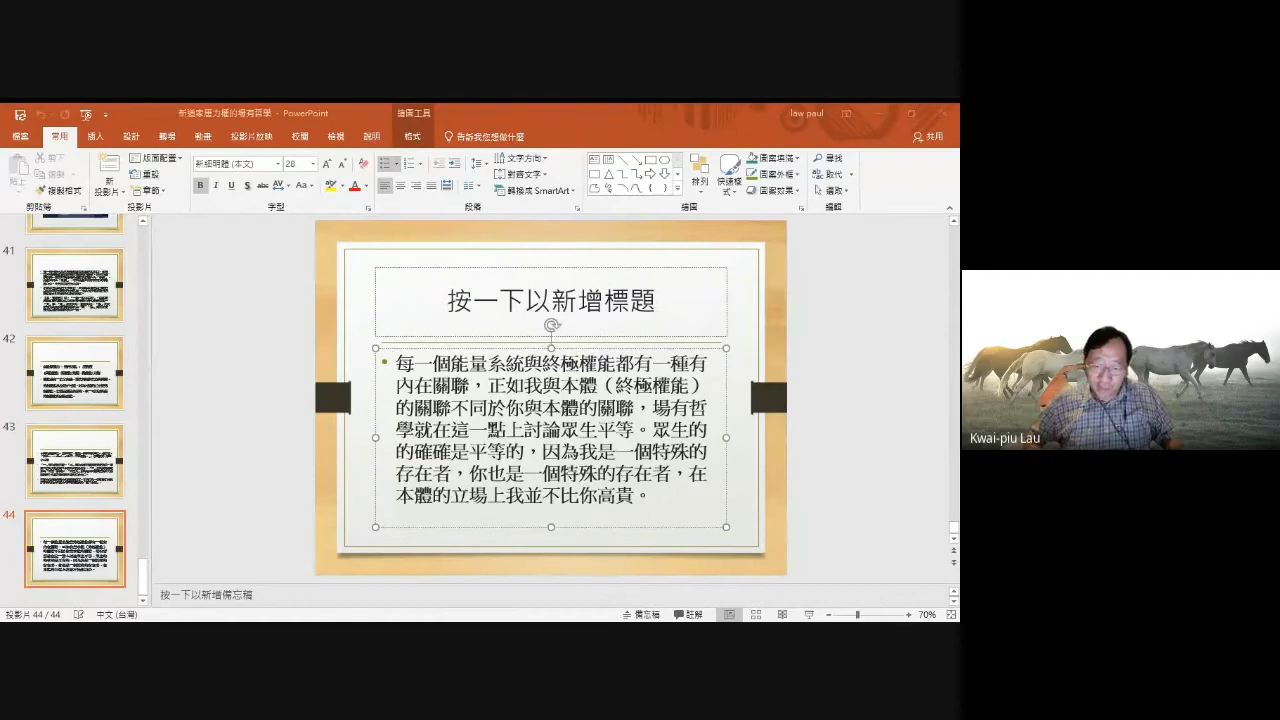 新道家唐力權的場有哲學 - PowerPoint
繪圖工具
law paul
檔案
常用
插入
設計
轉場
動畫
投影片放映
校閱
檢視
說明
格式
告訴我您想做什麼
共用
貼上
剪下
複製
複製格式
剪貼簿
新
投影片
版面配置
重設
章節
投影片
新細明體 (本文)
28
B I U S abc AV Aa
字型
文字方向
對齊文字
轉換成 SmartArt
段落
排列
快速樣
式
圖案填滿
圖案外框
圖案效果
繪圖
尋找
取代
選取
編輯
41
42
43
44
按一下以新增標題
每一個能量系統與終極權能都有一種有
內在關聯，正如我與本體（終極權能）
的關聯不同於你與本體的關聯，場有哲
學就在這一點上討論眾生平等。眾生的
的確確是平等的，因為我是一個特殊的
存在者，你也是一個特殊的存在者，在
本體的立場上我並不比你高貴。
Kwai-piu Lau
按一下以新增備忘稿
投影片 44 / 44
中文 (台灣)
備忘稿
註解
70%